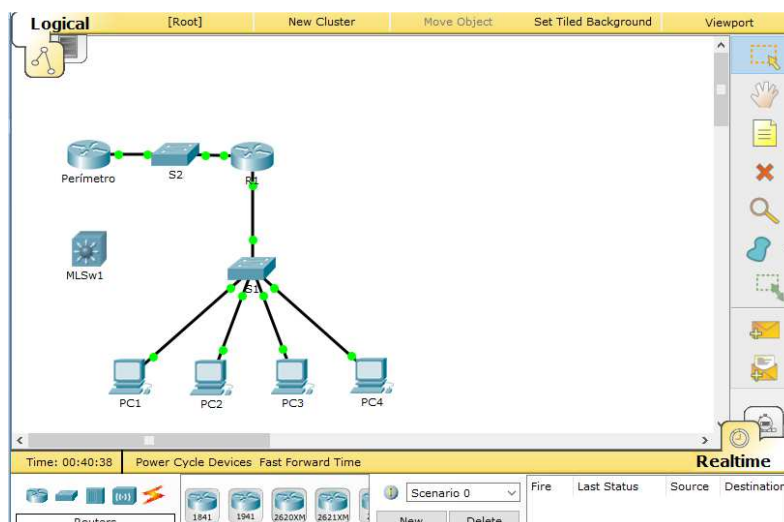 Logical [Root] New Cluster Move Object Set Tiled Background Viewport
Perímetro
S2
R1
MLSw1
S1
PC1 PC2 PC3 PC4
Time: 00:40:38 Power Cycle Devices Fast Forward Time Realtime
Scenario 0 Fire Last Status Source Destination
Routers 1841 1941 2620XM 2621XM New Delete